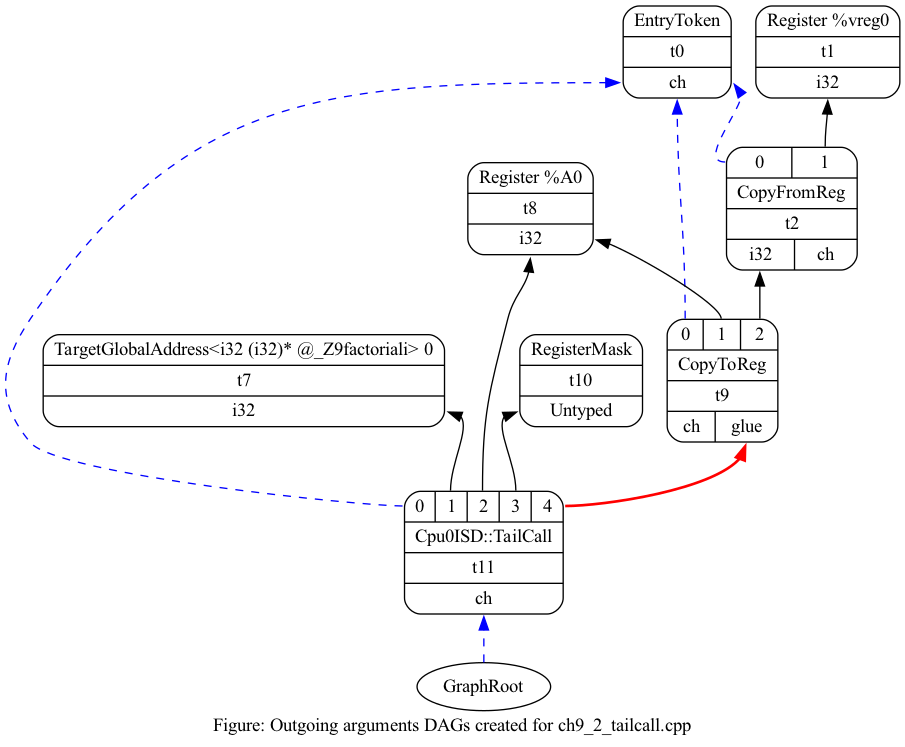 EntryToken
t0
ch
Register %vreg0
t1
i32
0 1
CopyFromReg
t2
i32 ch
Register %A0
t8
i32
0 1 2
CopyToReg
t9
ch glue
TargetGlobalAddress<i32 (i32)* @_Z9factoriali> 0
t7
i32
RegisterMask
t10
Untyped
0 1 2 3 4
Cpu0ISD::TailCall
t11
ch
GraphRoot
Figure: Outgoing arguments DAGs created for ch9_2_tailcall.cpp